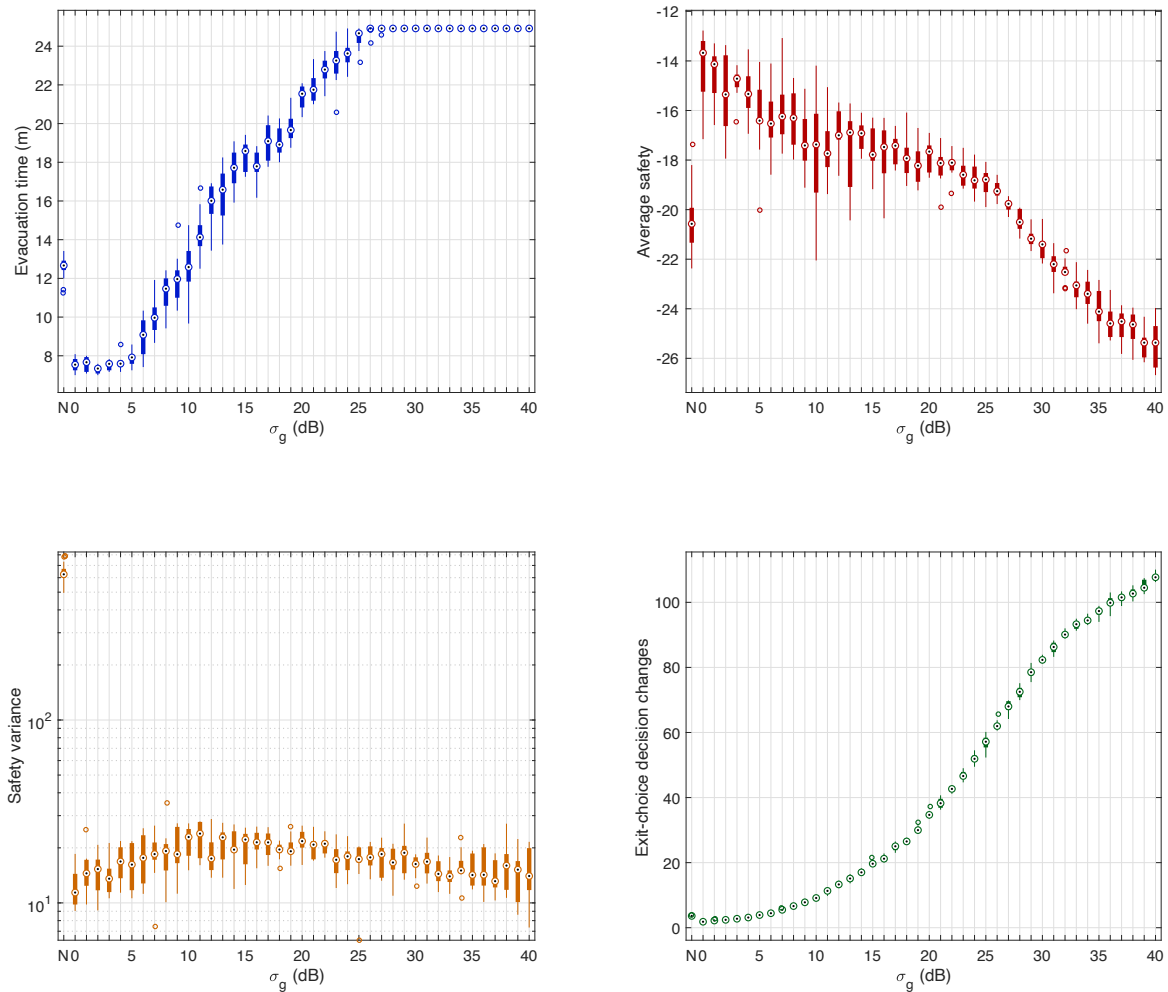 24
22
20
18
16
14
12
10
8
Evacuation time (m)
N0 5 10 15 20 25 30 35 40
σg (dB)
-12
-14
-16
-18
-20
-22
-24
-26
Average safety
N0 5 10 15 20 25 30 35 40
σg (dB)
10²
10¹
Safety variance
N0 5 10 15 20 25 30 35 40
σg (dB)
100
80
60
40
20
0
Exit-choice decision changes
N0 5 10 15 20 25 30 35 40
σg (dB)